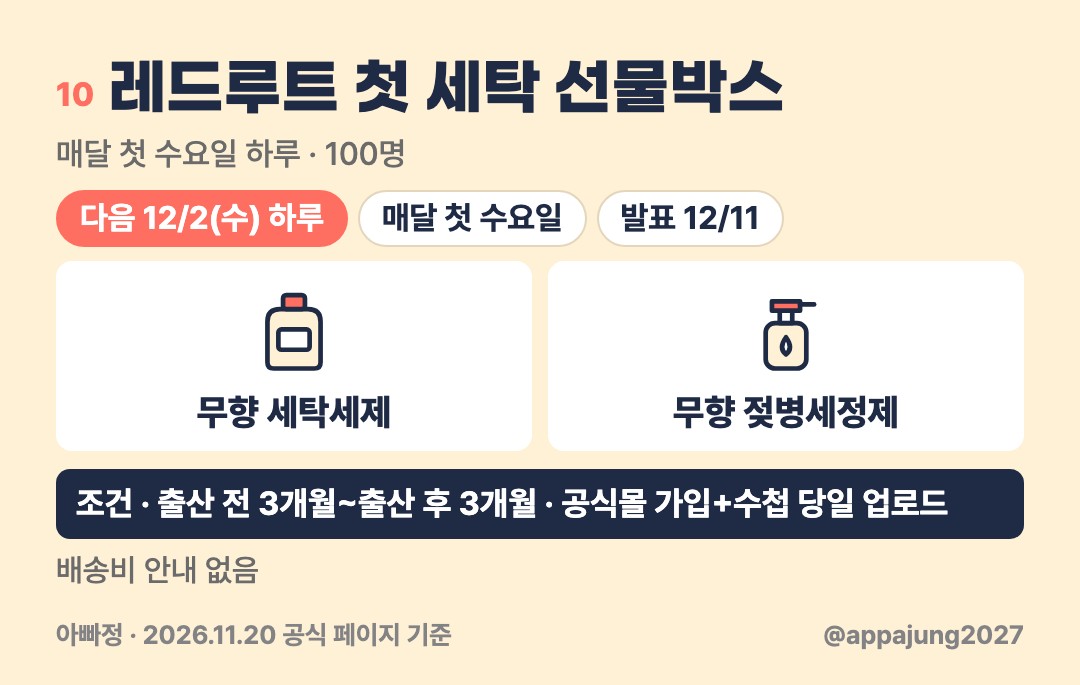 10 레드루트 첫 세탁 선물박스
매달 첫 수요일 하루 · 100명
다음 12/2(수) 하루
매달 첫 수요일
발표 12/11
무향 세탁세제
무향 젖병세정제
조건 · 출산 전 3개월~출산 후 3개월 · 공식몰 가입+수첩 당일 업로드
배송비 안내 없음
아빠정 · 2026.11.20 공식 페이지 기준
@appajung2027